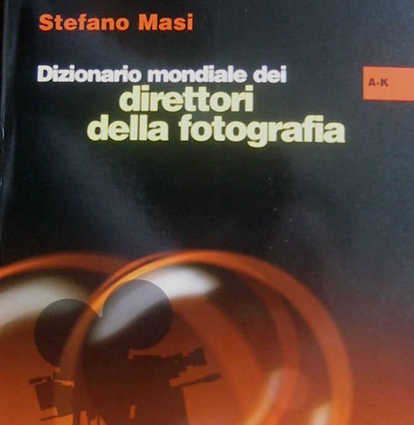 Stefano Masi
Dizionario mondiale dei
direttori
della fotografia
A-K